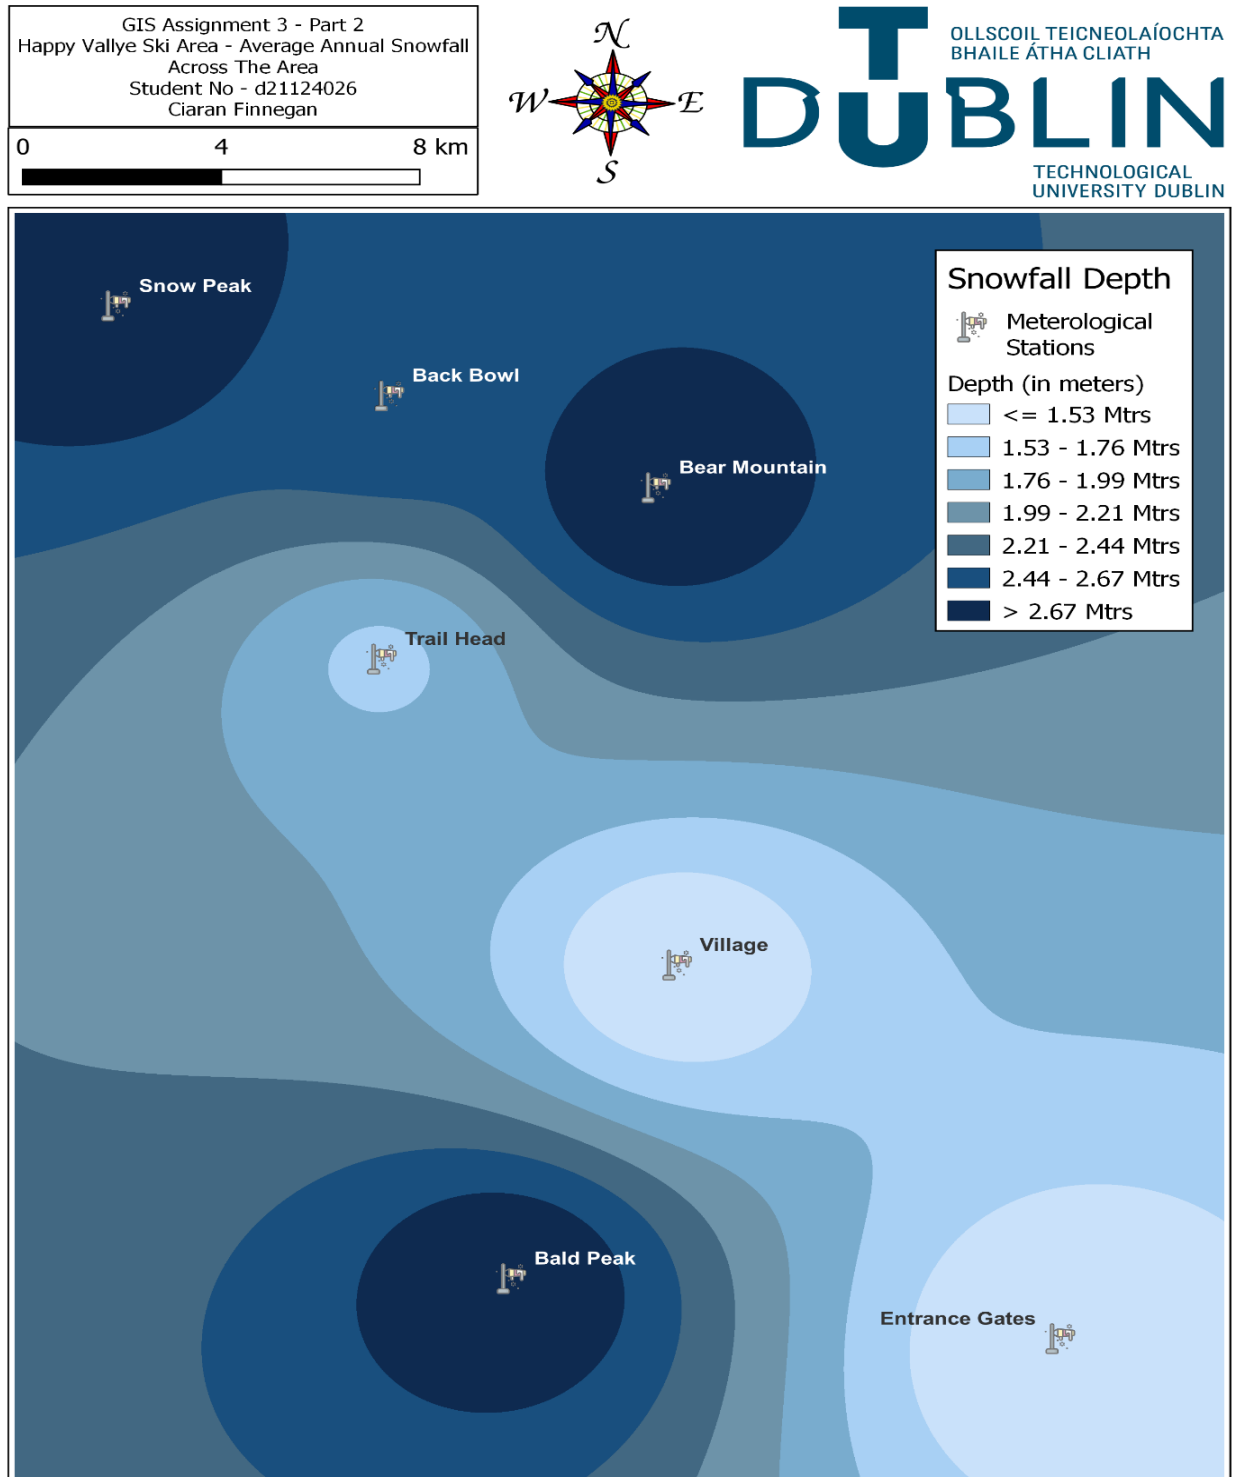 GIS Assignment 3 - Part 2
Happy Vallye Ski Area - Average Annual Snowfall
Across The Area
Student No - d21124026
Ciaran Finnegan
0 4 8 km
N
W E
S
OLLSCOIL TEICNEOLAÍOCHTA
BHAILE ÁTHA CLIATH
TU DUBLIN
TECHNOLOGICAL
UNIVERSITY DUBLIN
Snow Peak
Back Bowl
Bear Mountain
Trail Head
Village
Bald Peak
Entrance Gates
Snowfall Depth
Meterological
Stations
Depth (in meters)
<= 1.53 Mtrs
1.53 - 1.76 Mtrs
1.76 - 1.99 Mtrs
1.99 - 2.21 Mtrs
2.21 - 2.44 Mtrs
2.44 - 2.67 Mtrs
> 2.67 Mtrs